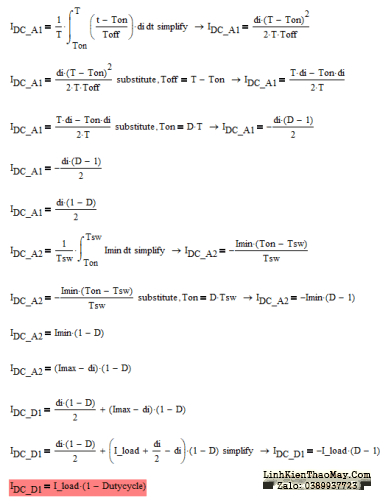 I_DC_A1 = 1/T · ∫_Ton^T ((t − Ton)/Toff) · di dt simplify → I_DC_A1 = di·(T − Ton)²/(2·T·Toff)
I_DC_A1 = di·(T − Ton)²/(2·T·Toff) substitute, Toff = T − Ton → I_DC_A1 = (T·di − Ton·di)/(2·T)
I_DC_A1 = (T·di − Ton·di)/(2·T) substitute, Ton = D·T → I_DC_A1 = −di·(D − 1)/2
I_DC_A1 = −di·(D − 1)/2
I_DC_A1 = di·(1 − D)/2
I_DC_A2 = 1/Tsw · ∫_Ton^Tsw Imin dt simplify → I_DC_A2 = −Imin·(Ton − Tsw)/Tsw
I_DC_A2 = −Imin·(Ton − Tsw)/Tsw substitute, Ton = D·Tsw → I_DC_A2 = −Imin·(D − 1)
I_DC_A2 = Imin·(1 − D)
I_DC_A2 = (Imax − di)·(1 − D)
I_DC_D1 = di·(1 − D)/2 + (Imax − di)·(1 − D)
I_DC_D1 = di·(1 − D)/2 + (I_load + di/2 − di)·(1 − D) simplify → I_DC_D1 = −I_load·(D − 1)
I_DC_D1 = I_load·(1 − Dutycycle)
LinhKienThaoMay.Com
Zalo: 0389937723